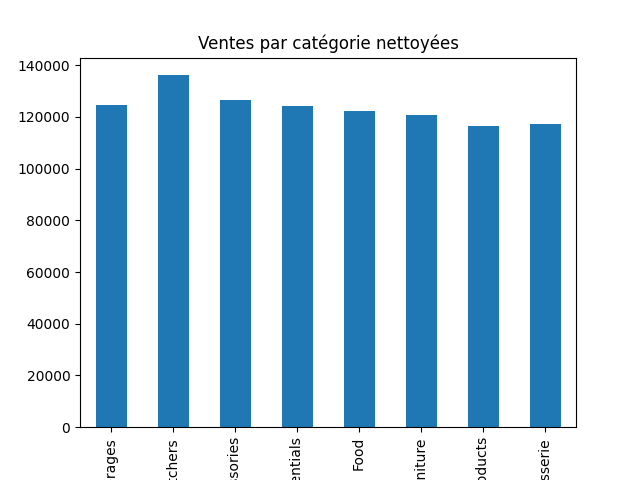 Ventes par catégorie nettoyées
140000
120000
100000
80000
60000
40000
20000
0
rages
tchers
sories
entials
Food
niture
oducts
sserie